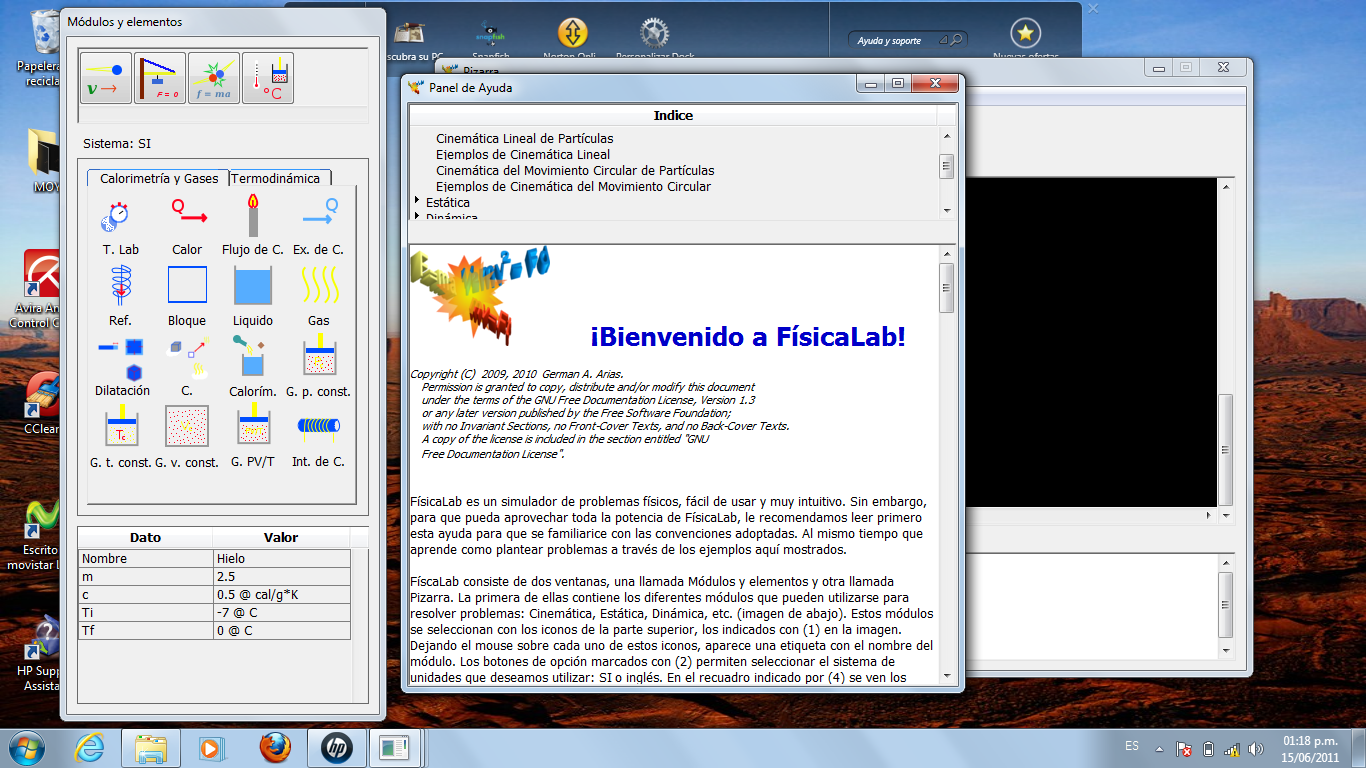 Papelera
recicla
MOY
Avira An
Control C
CClean
Escrito
movistar L
HP Supp
Assista
Módulos y elementos
v
F = 0
f = ma
°C
Sistema: SI
Calorimetría y Gases
Termodinámica
Q
Q
T. Lab
Calor
Flujo de C.
Ex. de C.
Ref.
Bloque
Liquido
Gas
Dilatación
C.
Calorím.
G. p. const.
Tc
G. t. const.
G. v. const.
G. PV/T
Int. de C.
Dato
Valor
Nombre
Hielo
m
2.5
c
0.5 @ cal/g*K
Ti
-7 @ C
Tf
0 @ C
scubra su PC
snapfish
Snapfish
Norton Onli
Personalizar Dock
Ayuda y soporte
Nuevas ofertas
Pizarra
Panel de Ayuda
Indice
Cinemática Lineal de Partículas
Ejemplos de Cinemática Lineal
Cinemática del Movimiento Circular de Partículas
Ejemplos de Cinemática del Movimiento Circular
Estática
Dinámica
¡Bienvenido a FísicaLab!
Copyright (C) 2009, 2010 German A. Arias.
Permission is granted to copy, distribute and/or modify this document
under the terms of the GNU Free Documentation License, Version 1.3
or any later version published by the Free Software Foundation;
with no Invariant Sections, no Front-Cover Texts, and no Back-Cover Texts.
A copy of the license is included in the section entitled "GNU
Free Documentation License".
FísicaLab es un simulador de problemas físicos, fácil de usar y muy intuitivo. Sin embargo,
para que pueda aprovechar toda la potencia de FísicaLab, le recomendamos leer primero
esta ayuda para que se familiarice con las convenciones adoptadas. Al mismo tiempo que
aprende como plantear problemas a través de los ejemplos aquí mostrados.
FíscaLab consiste de dos ventanas, una llamada Módulos y elementos y otra llamada
Pizarra. La primera de ellas contiene los diferentes módulos que pueden utilizarse para
resolver problemas: Cinemática, Estática, Dinámica, etc. (imagen de abajo). Estos módulos
se seleccionan con los iconos de la parte superior, los indicados con (1) en la imagen.
Dejando el mouse sobre cada uno de estos iconos, aparece una etiqueta con el nombre del
módulo. Los botones de opción marcados con (2) permiten seleccionar el sistema de
unidades que deseamos utilizar: SI o inglés. En el recuadro indicado por (4) se ven los
hp
ES
01:18 p.m.
15/06/2011